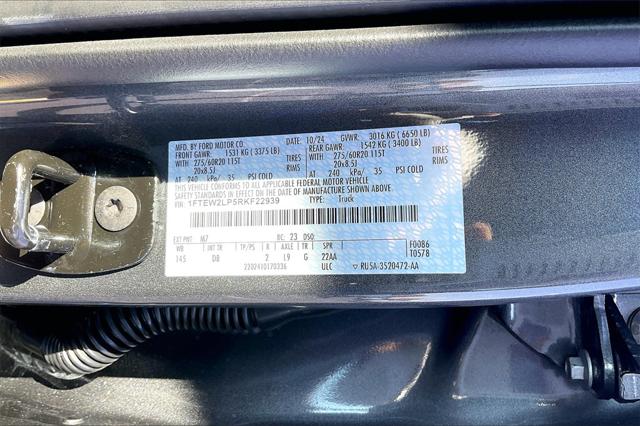 MFD. BY FORD MOTOR CO. DATE: 10/24 GVWR: 3016 KG ( 6650 LB)
FRONT GAWR: 1531 KG ( 3375 LB) REAR GAWR: 1542 KG ( 3400 LB)
WITH TIRES WITH TIRES
275/60R20 115T 275/60R20 115T
20x8.5J RIMS 20x8.5J RIMS
AT 240 kPa/ 35 PSI COLD AT 240 kPa/ 35 PSI COLD
THIS VEHICLE CONFORMS TO ALL APPLICABLE FEDERAL MOTOR VEHICLE
SAFETY STANDARDS IN EFFECT ON THE DATE OF MANUFACTURE SHOWN ABOVE.
VIN: 1FTEW2LP5RKF22939
TYPE: Truck
EXT PNT M7 RC: 23 DSO:
WB INT TR TP/PS R AXLE TR SPR F0086
145 DB 2 L9 G 22AA T0578
2202410170336 ULC RU5A-3520472-AA